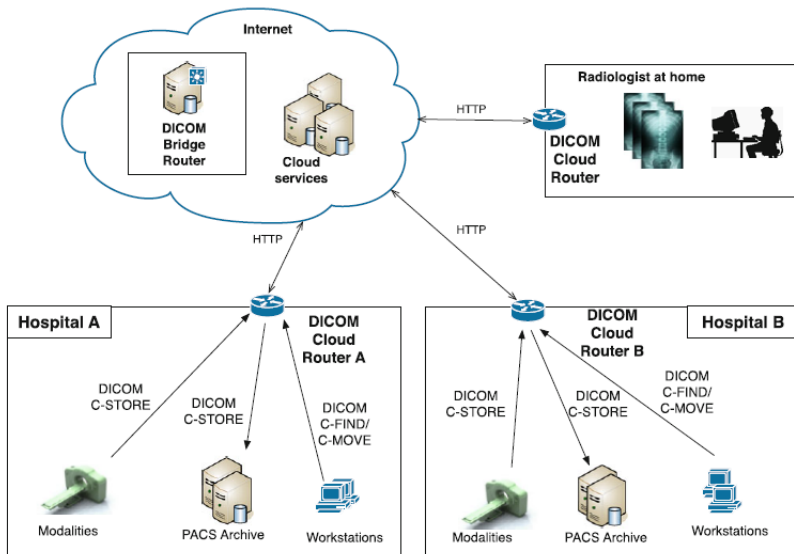 Internet
DICOM
Bridge
Router
Cloud
services
HTTP
Radiologist at home
DICOM
Cloud
Router
HTTP
HTTP
Hospital A
DICOM
Cloud
Router A
DICOM
C-STORE
DICOM
C-STORE
DICOM
C-FIND/
C-MOVE
Modalities
PACS Archive
Workstations
DICOM
Cloud
Router B
Hospital B
DICOM
C-STORE
DICOM
C-STORE
DICOM
C-FIND/
C-MOVE
Modalities
PACS Archive
Workstations